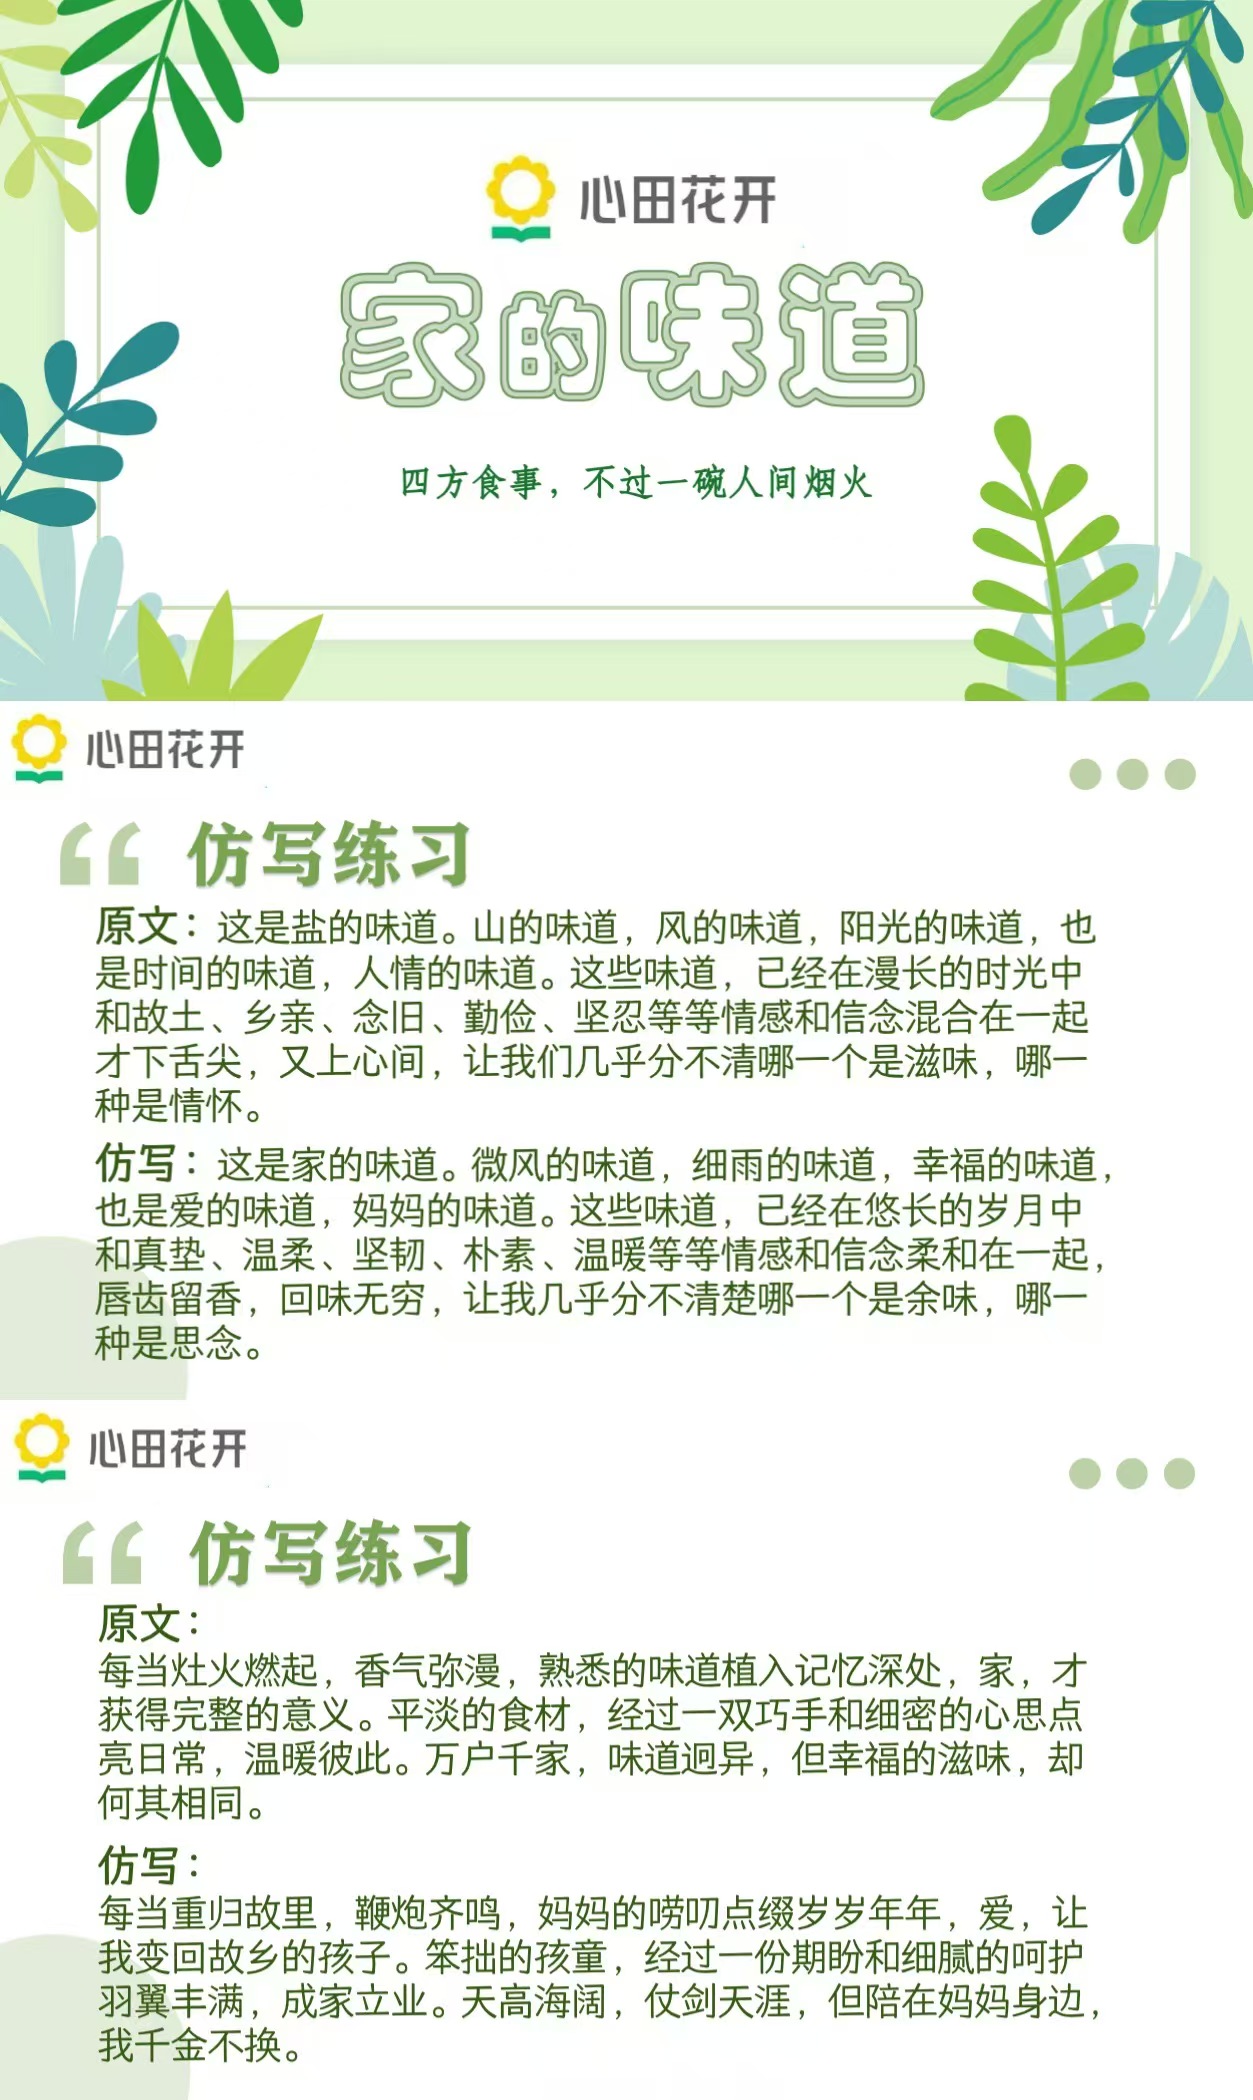 心田花开
家的味道
四方食事，不过一碗人间烟火
心田花开
仿写练习
原文：这是盐的味道。山的味道，风的味道，阳光的味道，也
是时间的味道，人情的味道。这些味道，已经在漫长的时光中
和故土、乡亲、念旧、勤俭、坚忍等等情感和信念混合在一起
才下舌尖，又上心间，让我们几乎分不清哪一个是滋味，哪一
种是情怀。
仿写：这是家的味道。微风的味道，细雨的味道，幸福的味道，
也是爱的味道，妈妈的味道。这些味道，已经在悠长的岁月中
和真挚、温柔、坚韧、朴素、温暖等等情感和信念柔和在一起，
唇齿留香，回味无穷，让我几乎分不清楚哪一个是余味，哪一
种是思念。
心田花开
仿写练习
原文：
每当灶火燃起，香气弥漫，熟悉的味道植入记忆深处，家，才
获得完整的意义。平淡的食材，经过一双巧手和细密的心思点
亮日常，温暖彼此。万户千家，味道迥异，但幸福的滋味，却
何其相同。
仿写：
每当重归故里，鞭炮齐鸣，妈妈的唠叨点缀岁岁年年，爱，让
我变回故乡的孩子。笨拙的孩童，经过一份期盼和细腻的呵护
羽翼丰满，成家立业。天高海阔，仗剑天涯，但陪在妈妈身边，
我千金不换。